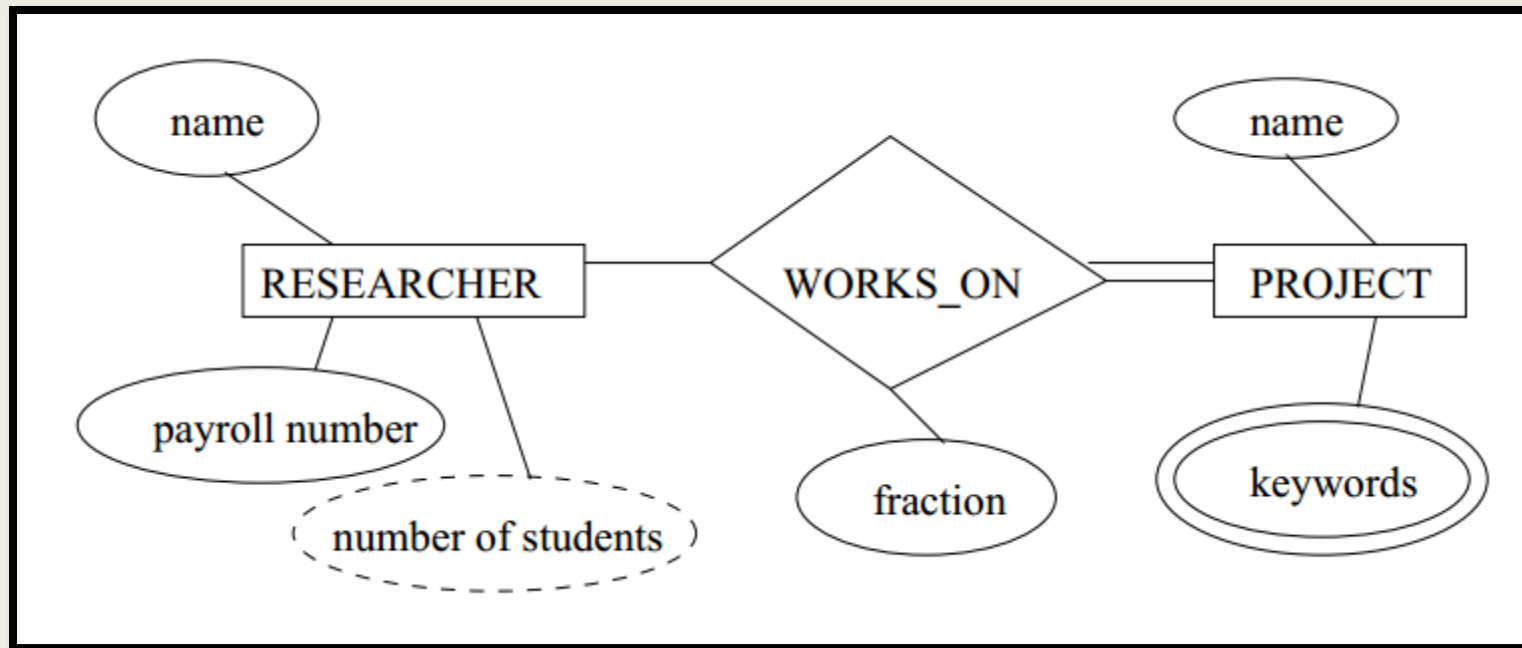 name
name
RESEARCHER
WORKS_ON
PROJECT
payroll number
number of students
fraction
keywords